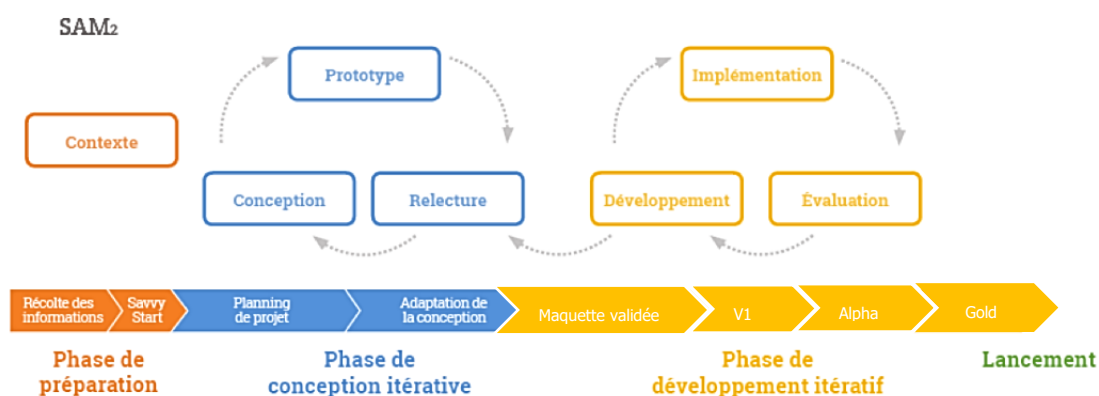 SAM₂
Prototype
Implémentation
Contexte
Conception
Relecture
Développement
Évaluation
Récolte des
informations
Savvy
Start
Planning
de projet
Adaptation de
la conception
Maquette validée
V1
Alpha
Gold
Phase de
préparation
Phase de
conception itérative
Phase de
développement itératif
Lancement